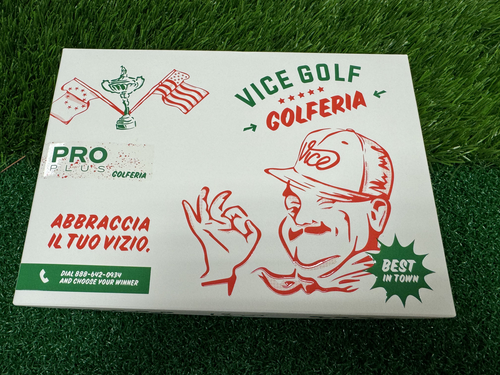 VICE GOLF
GOLFERIA
Vice
PRO
PLUS
GOLFERIA
ABBRACCIA
IL TUO VIZIO.
DIAL 888-642-0934
AND CHOOSE YOUR WINNER
BEST
IN TOWN